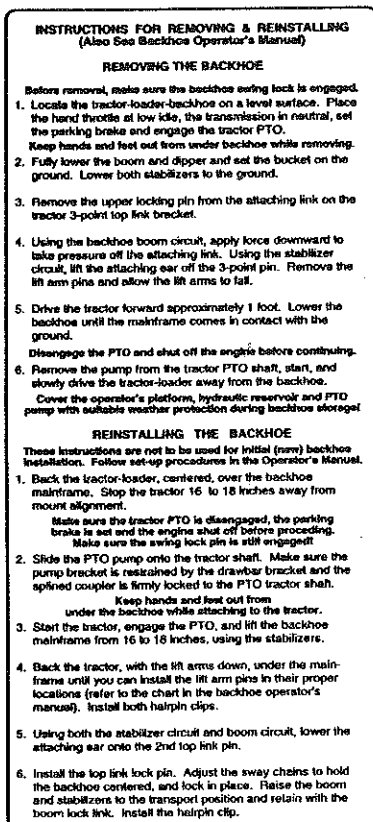 INSTRUCTIONS FOR REMOVING & REINSTALLING
(Also See Backhoe Operator's Manual)
REMOVING THE BACKHOE
Before removal, make sure the backhoe swing lock is engaged.
1. Locate the tractor-loader-backhoe on a level surface. Place
the hand throttle at low idle, the transmission in neutral, set
the parking brake and engage the tractor PTO.
Keep hands and feet out from under backhoe while removing.
2. Fully lower the boom and dipper and set the bucket on the
ground. Lower both stabilizers to the ground.
3. Remove the upper locking pin from the attaching link on the
tractor 3-point top link bracket.
4. Using the backhoe boom circuit, apply force downward to
take pressure off the attaching link. Using the stabilizer
circuit, lift the attaching ear off the 3-point pin. Remove the
lift arm pins and allow the lift arms to fall.
5. Drive the tractor forward approximately 1 foot. Lower the
backhoe until the mainframe comes in contact with the
ground.
Disengage the PTO and shut off the engine before continuing.
6. Remove the pump from the tractor PTO shaft, start, and
slowly drive the tractor-loader away from the backhoe.
Cover the operator's platform, hydraulic reservoir and PTO
pump with suitable weather protection during backhoe storage!
REINSTALLING THE BACKHOE
These instructions are not to be used for initial (new) backhoe
installation. Follow set-up procedures in the Operator's Manual.
1. Back the tractor-loader, centered, over the backhoe
mainframe. Stop the tractor 16 to 18 inches away from
mount alignment.
Make sure the tractor PTO is disengaged, the parking
brake is set and the engine shut off before proceding.
Make sure the swing lock pin is still engaged!
2. Slide the PTO pump onto the tractor shaft. Make sure the
pump bracket is restrained by the drawbar bracket and the
splined coupler is firmly locked to the PTO tractor shaft.
Keep hands and feet out from
under the backhoe while attaching to the tractor.
3. Start the tractor, engage the PTO, and lift the backhoe
mainframe from 16 to 18 inches, using the stabilizers.
4. Back the tractor, with the lift arms down, under the main-
frame until you can install the lift arm pins in their proper
locations (refer to the chart in the backhoe operator's
manual). Install both hairpin clips.
5. Using both the stabilizer circuit and boom circuit, lower the
attaching ear onto the 2nd top link pin.
6. Install the top link lock pin. Adjust the sway chains to hold
the backhoe centered, and lock in place. Raise the boom
and stabilizers to the transport position and retain with the
boom lock link. Install the hairpin clip.